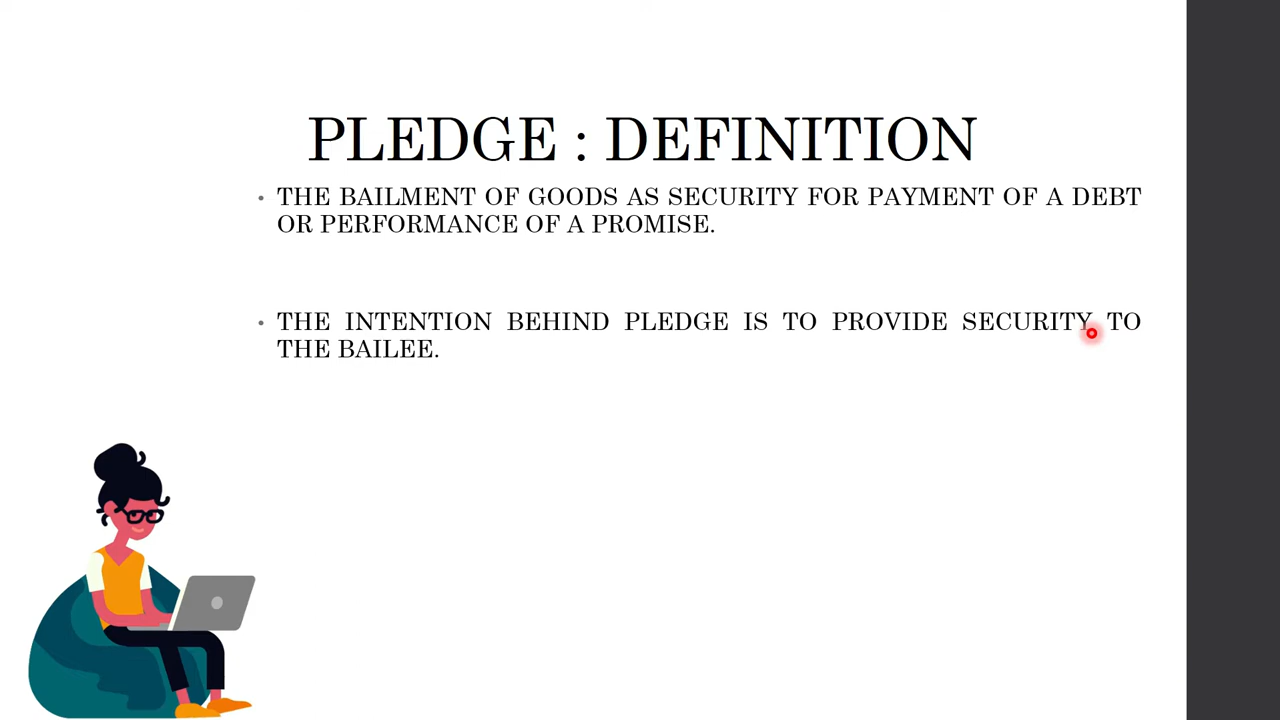 PLEDGE : DEFINITION
• THE BAILMENT OF GOODS AS SECURITY FOR PAYMENT OF A DEBT
OR PERFORMANCE OF A PROMISE.
• THE INTENTION BEHIND PLEDGE IS TO PROVIDE SECURITY TO
THE BAILEE.